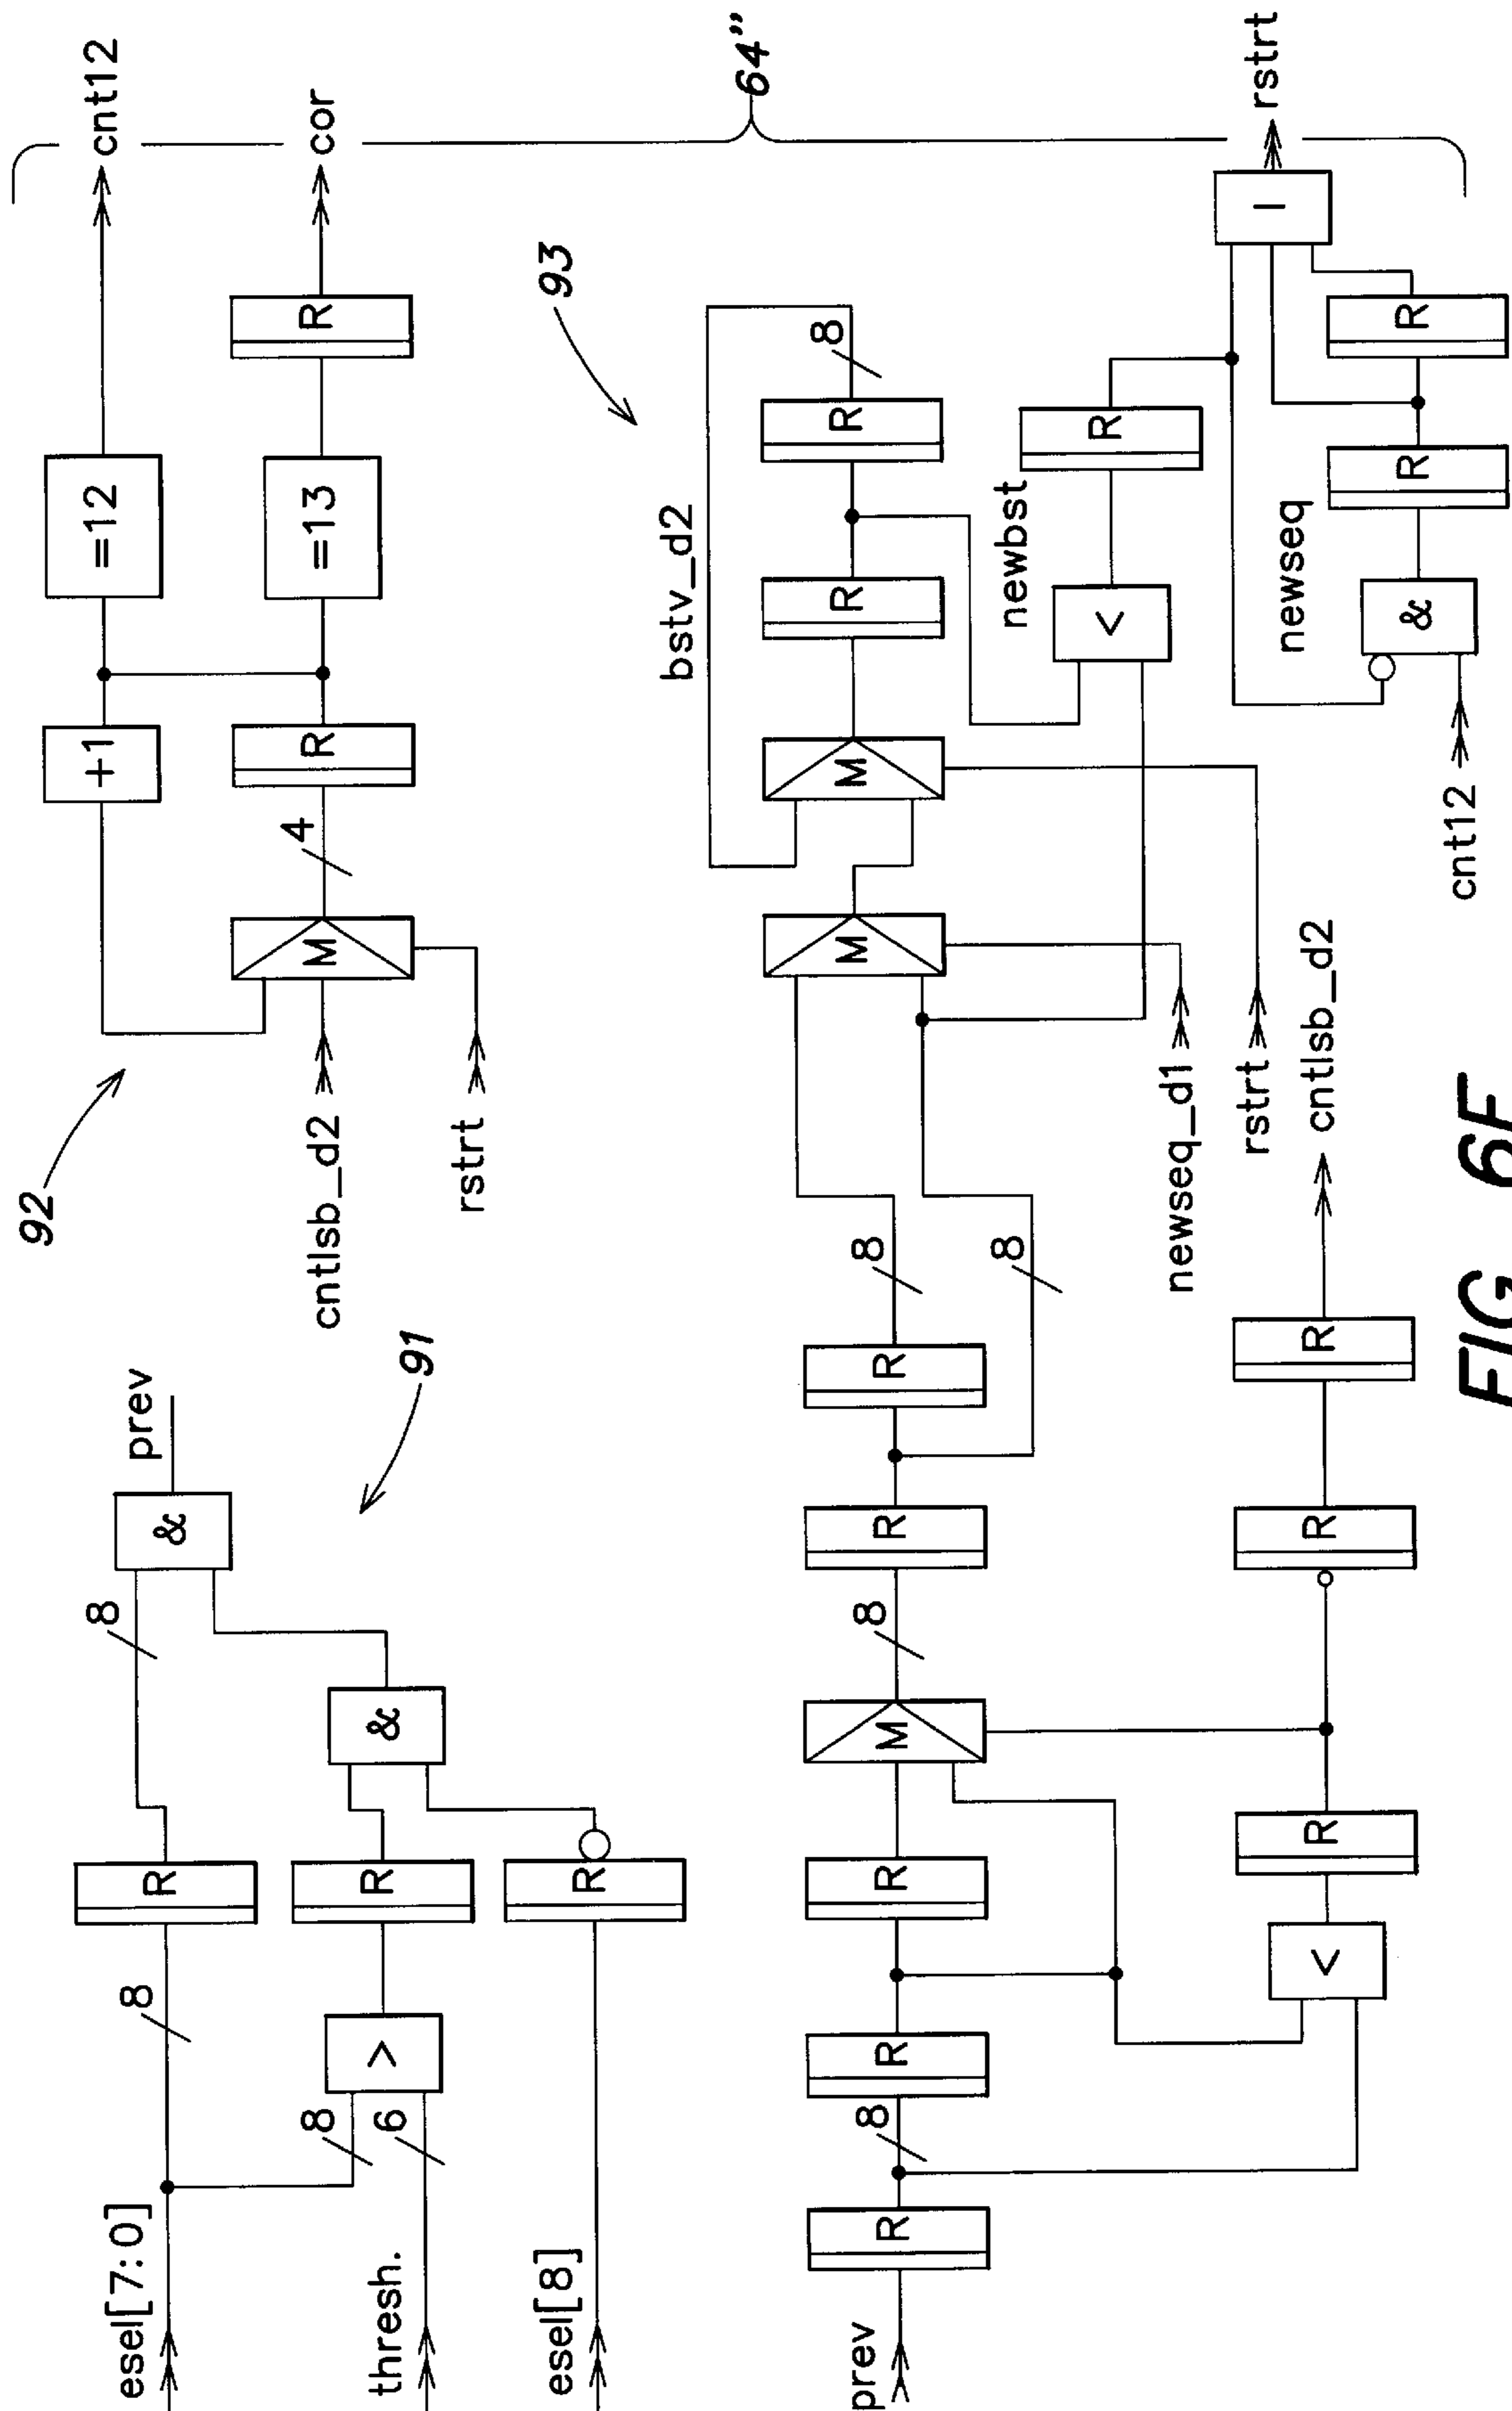 esel[7:0]
8
R
8
&
prev
thresh.
8
6
>
R
&
esel[8]
R
91
92
+1
=12
cnt12
cntlsb_d2
M
4
R
=13
R
cor
rstrt
64"
93
prev
R
8
R
R
M
8
R
R
8
8
M
M
R
R
8
bstv_d2
<
R
R
R
cntlsb_d2
newseq_d1
rstrt
<
newbst
R
cnt12
&
newseq
R
R
|
rstrt
FIG 6F